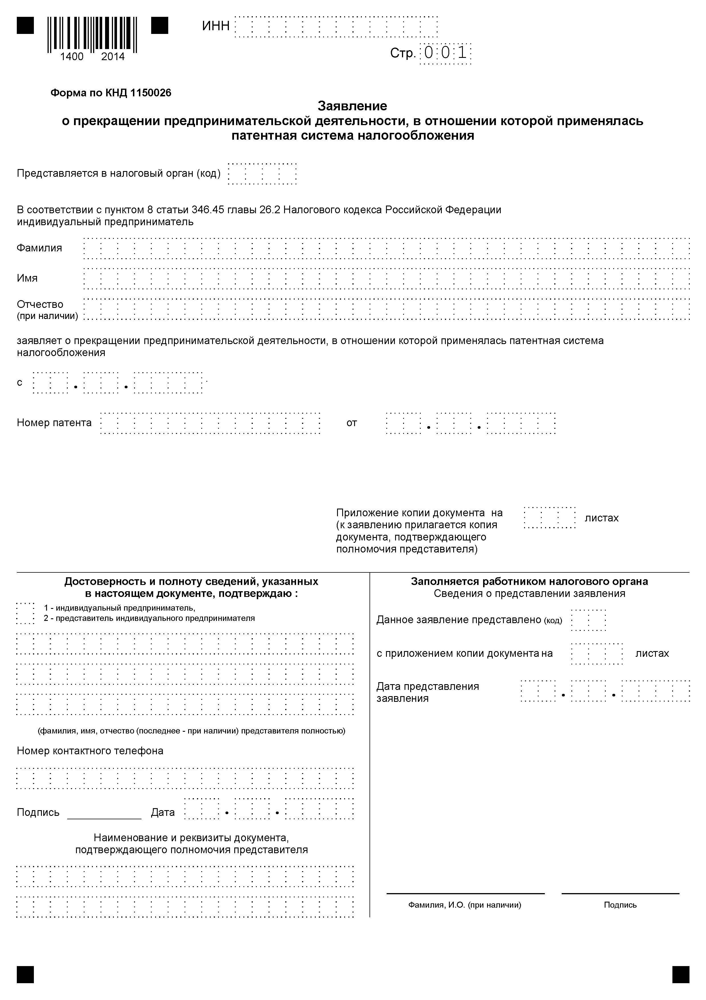 ИНН
Стр. 001
1400 2014
Форма по КНД 1150026
Заявление
о прекращении предпринимательской деятельности, в отношении которой применялась
патентная система налогообложения
Представляется в налоговый орган (код)
В соответствии с пунктом 8 статьи 346.45 главы 26.2 Налогового кодекса Российской Федерации
индивидуальный предприниматель
Фамилия
Имя
Отчество
(при наличии)
заявляет о прекращении предпринимательской деятельности, в отношении которой применялась патентная система
налогообложения
с . .
Номер патента от . .
Приложение копии документа на листах
(к заявлению прилагается копия
документа, подтверждающего
полномочия представителя)
Достоверность и полноту сведений, указанных
в настоящем документе, подтверждаю :
1 - индивидуальный предприниматель,
2 - представитель индивидуального предпринимателя
(фамилия, имя, отчество (последнее - при наличии) представителя полностью)
Номер контактного телефона
Подпись Дата . .
Наименование и реквизиты документа,
подтверждающего полномочия представителя
Заполняется работником налогового органа
Сведения о представлении заявления
Данное заявление представлено (код)
с приложением копии документа на листах
Дата представления
заявления . .
Фамилия, И.О. (при наличии) Подпись